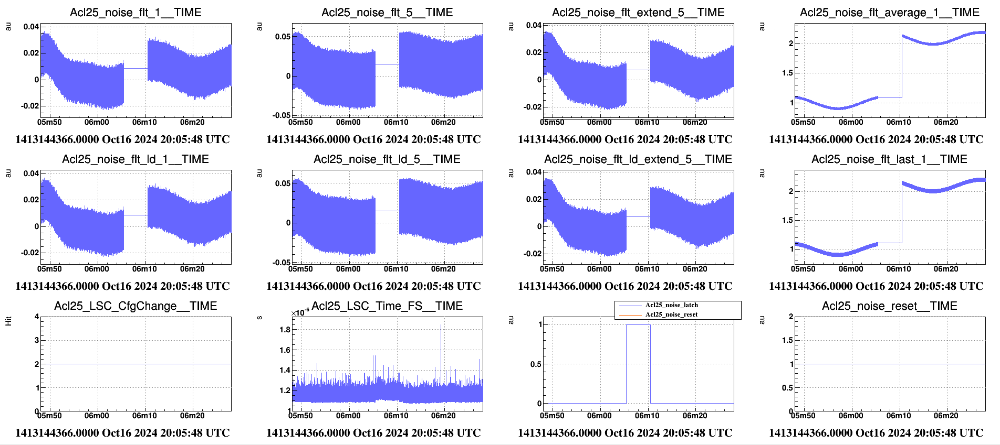 Acl25_noise_flt_1__TIME
au
0.04
0.02
0
-0.02
05m50 06m00 06m10 06m20
1413144366.0000 Oct16 2024 20:05:48 UTC
Acl25_noise_flt_5__TIME
au
0.05
0
-0.05
05m50 06m00 06m10 06m20
1413144366.0000 Oct16 2024 20:05:48 UTC
Acl25_noise_flt_extend_5__TIME
au
0.04
0.02
0
-0.02
05m50 06m00 06m10 06m20
1413144366.0000 Oct16 2024 20:05:48 UTC
Acl25_noise_flt_average_1__TIME
au
2
1.5
1
05m50 06m00 06m10 06m20
1413144366.0000 Oct16 2024 20:05:48 UTC
Acl25_noise_flt_ld_1__TIME
au
0.04
0.02
0
-0.02
05m50 06m00 06m10 06m20
1413144366.0000 Oct16 2024 20:05:48 UTC
Acl25_noise_flt_ld_5__TIME
au
0.05
0
-0.05
05m50 06m00 06m10 06m20
1413144366.0000 Oct16 2024 20:05:48 UTC
Acl25_noise_flt_ld_extend_5__TIME
au
0.04
0.02
0
-0.02
05m50 06m00 06m10 06m20
1413144366.0000 Oct16 2024 20:05:48 UTC
Acl25_noise_flt_last_1__TIME
au
2
1.5
1
05m50 06m00 06m10 06m20
1413144366.0000 Oct16 2024 20:05:48 UTC
Acl25_LSC_CfgChange__TIME
Hit
4
3
2
1
0
05m50 06m00 06m10 06m20
1413144366.0000 Oct16 2024 20:05:48 UTC
Acl25_LSC_Time_FS__TIME
s
×10⁻⁶
1.8
1.6
1.4
1.2
1
05m50 06m00 06m10 06m20
1413144366.0000 Oct16 2024 20:05:48 UTC
Acl25_noise_latch
Acl25_noise_reset
au
1
0.5
0
05m50 06m00 06m10 06m20
1413144366.0000 Oct16 2024 20:05:48 UTC
Acl25_noise_reset__TIME
au
2
1.5
1
0.5
0
05m50 06m00 06m10 06m20
1413144366.0000 Oct16 2024 20:05:48 UTC